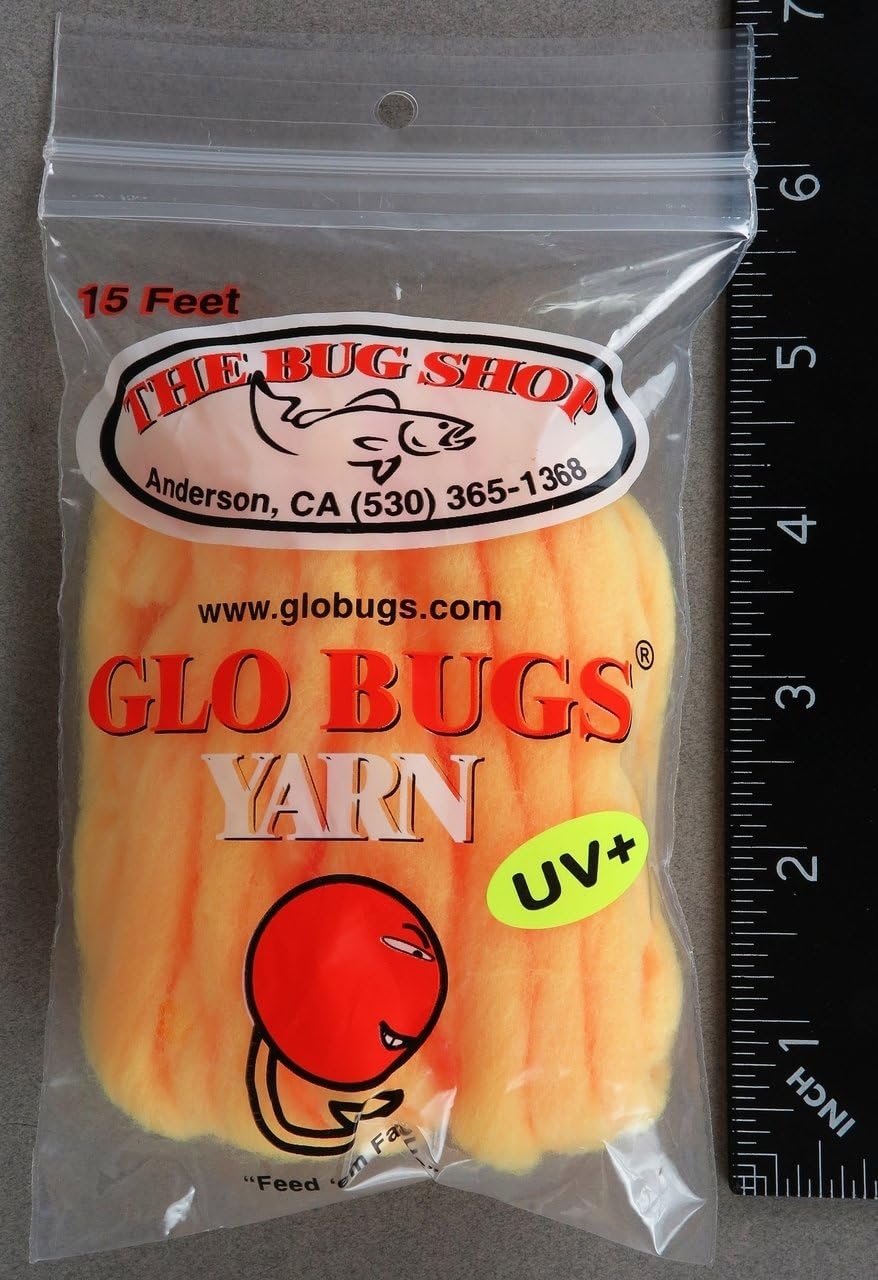 15 Feet
THE BUG SHOP
Anderson, CA (530) 365-1368
www.globugs.com
GLO BUGS®
YARN
UV+
"Feed 'em
7
6
5
4
3
2
1
INCH